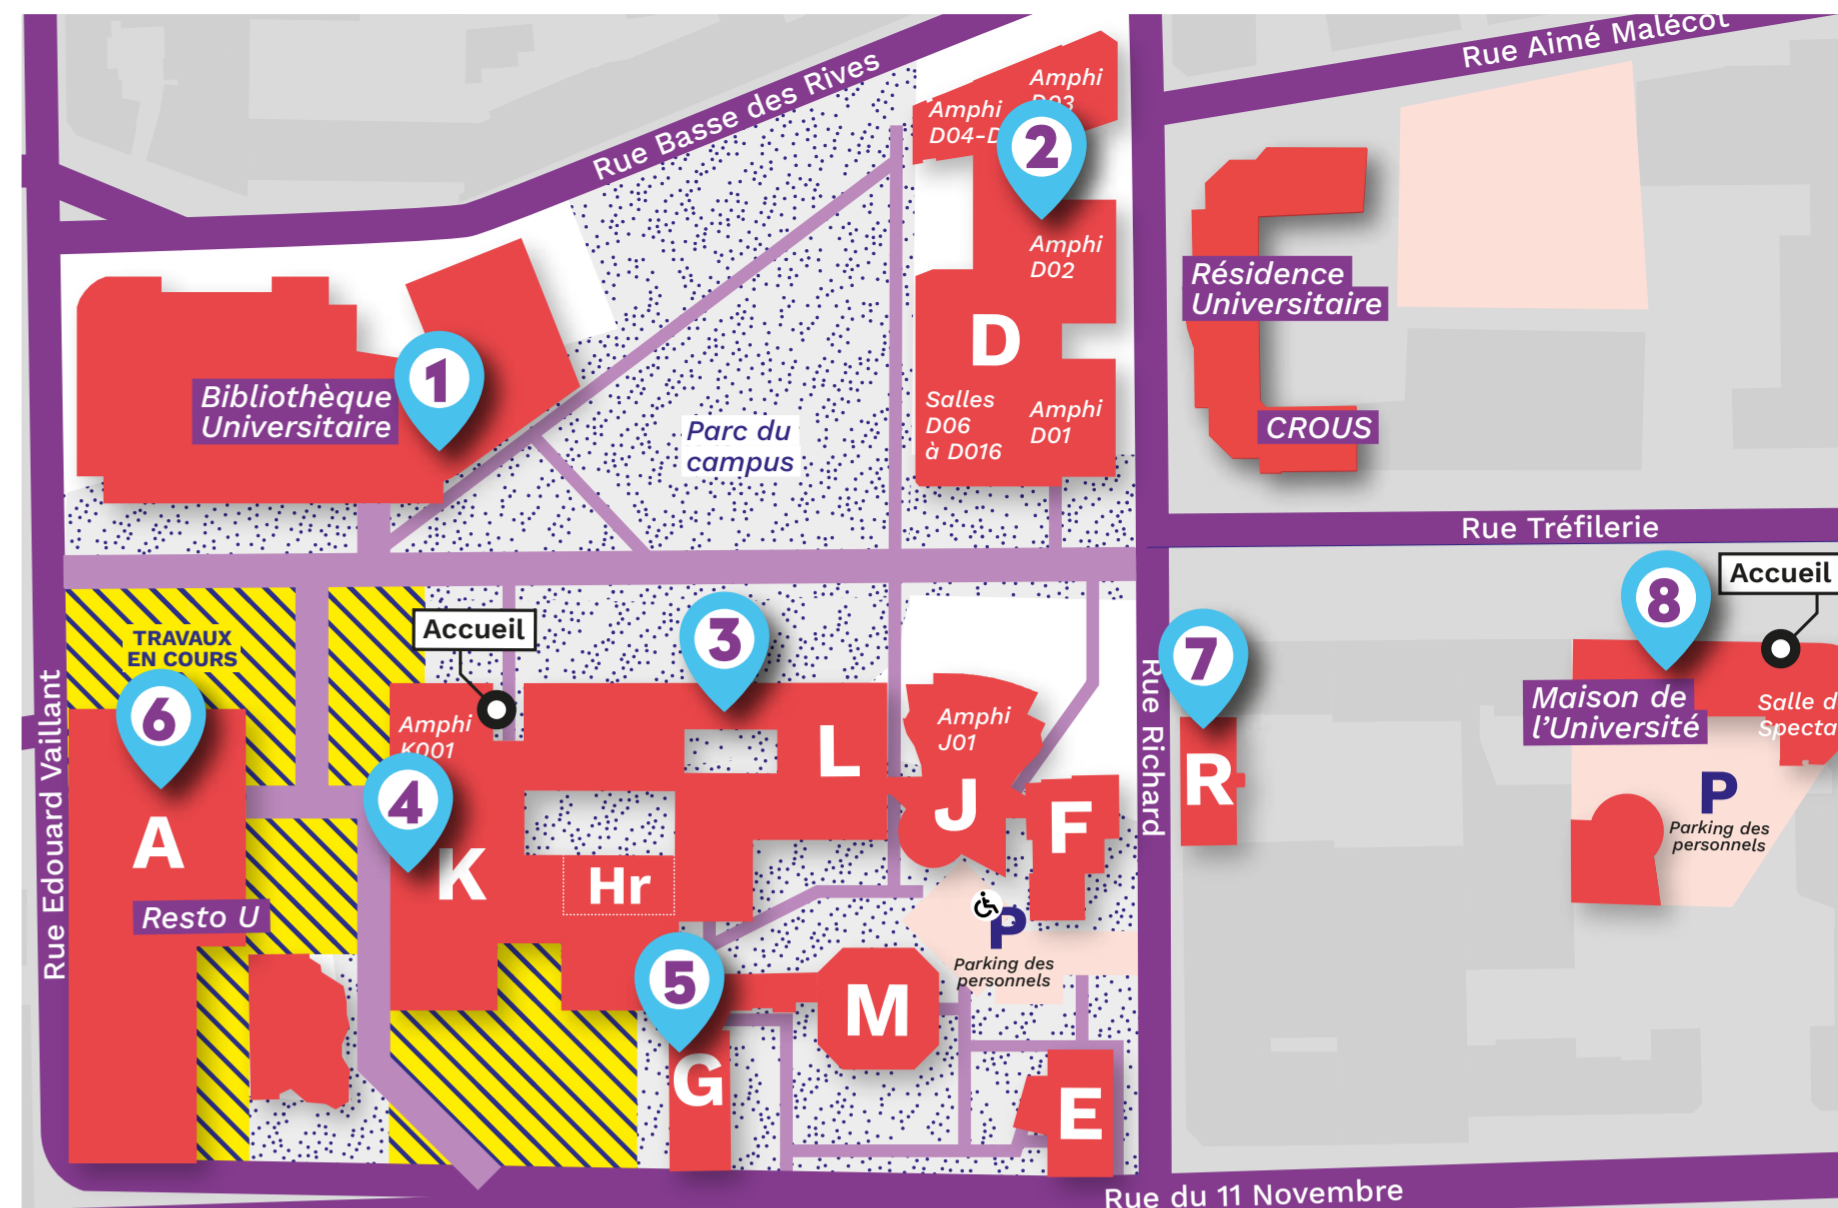 Rue Aimé Malécot
Rue Basse des Rives
Amphi
D03
Amphi
2
Amphi
D02
Résidence
Universitaire
D
1
Bibliothèque
Universitaire
Salles
D06
à D016
Amphi
D01
CROUS
Parc du
campus
Rue Tréfilerie
Accueil
8
TRAVAUX
EN COURS
Accueil
3
7
Rue Edouard Vaillant
Rue Richard
6
Amphi
K001
L
Amphi
J01
Maison de
l'Université
Salle d
4
A
K
Hr
J
F
R
P
Parking des
personnels
Resto U
P
Parking des
personnels
5
M
G
E
Rue du 11 Novembre